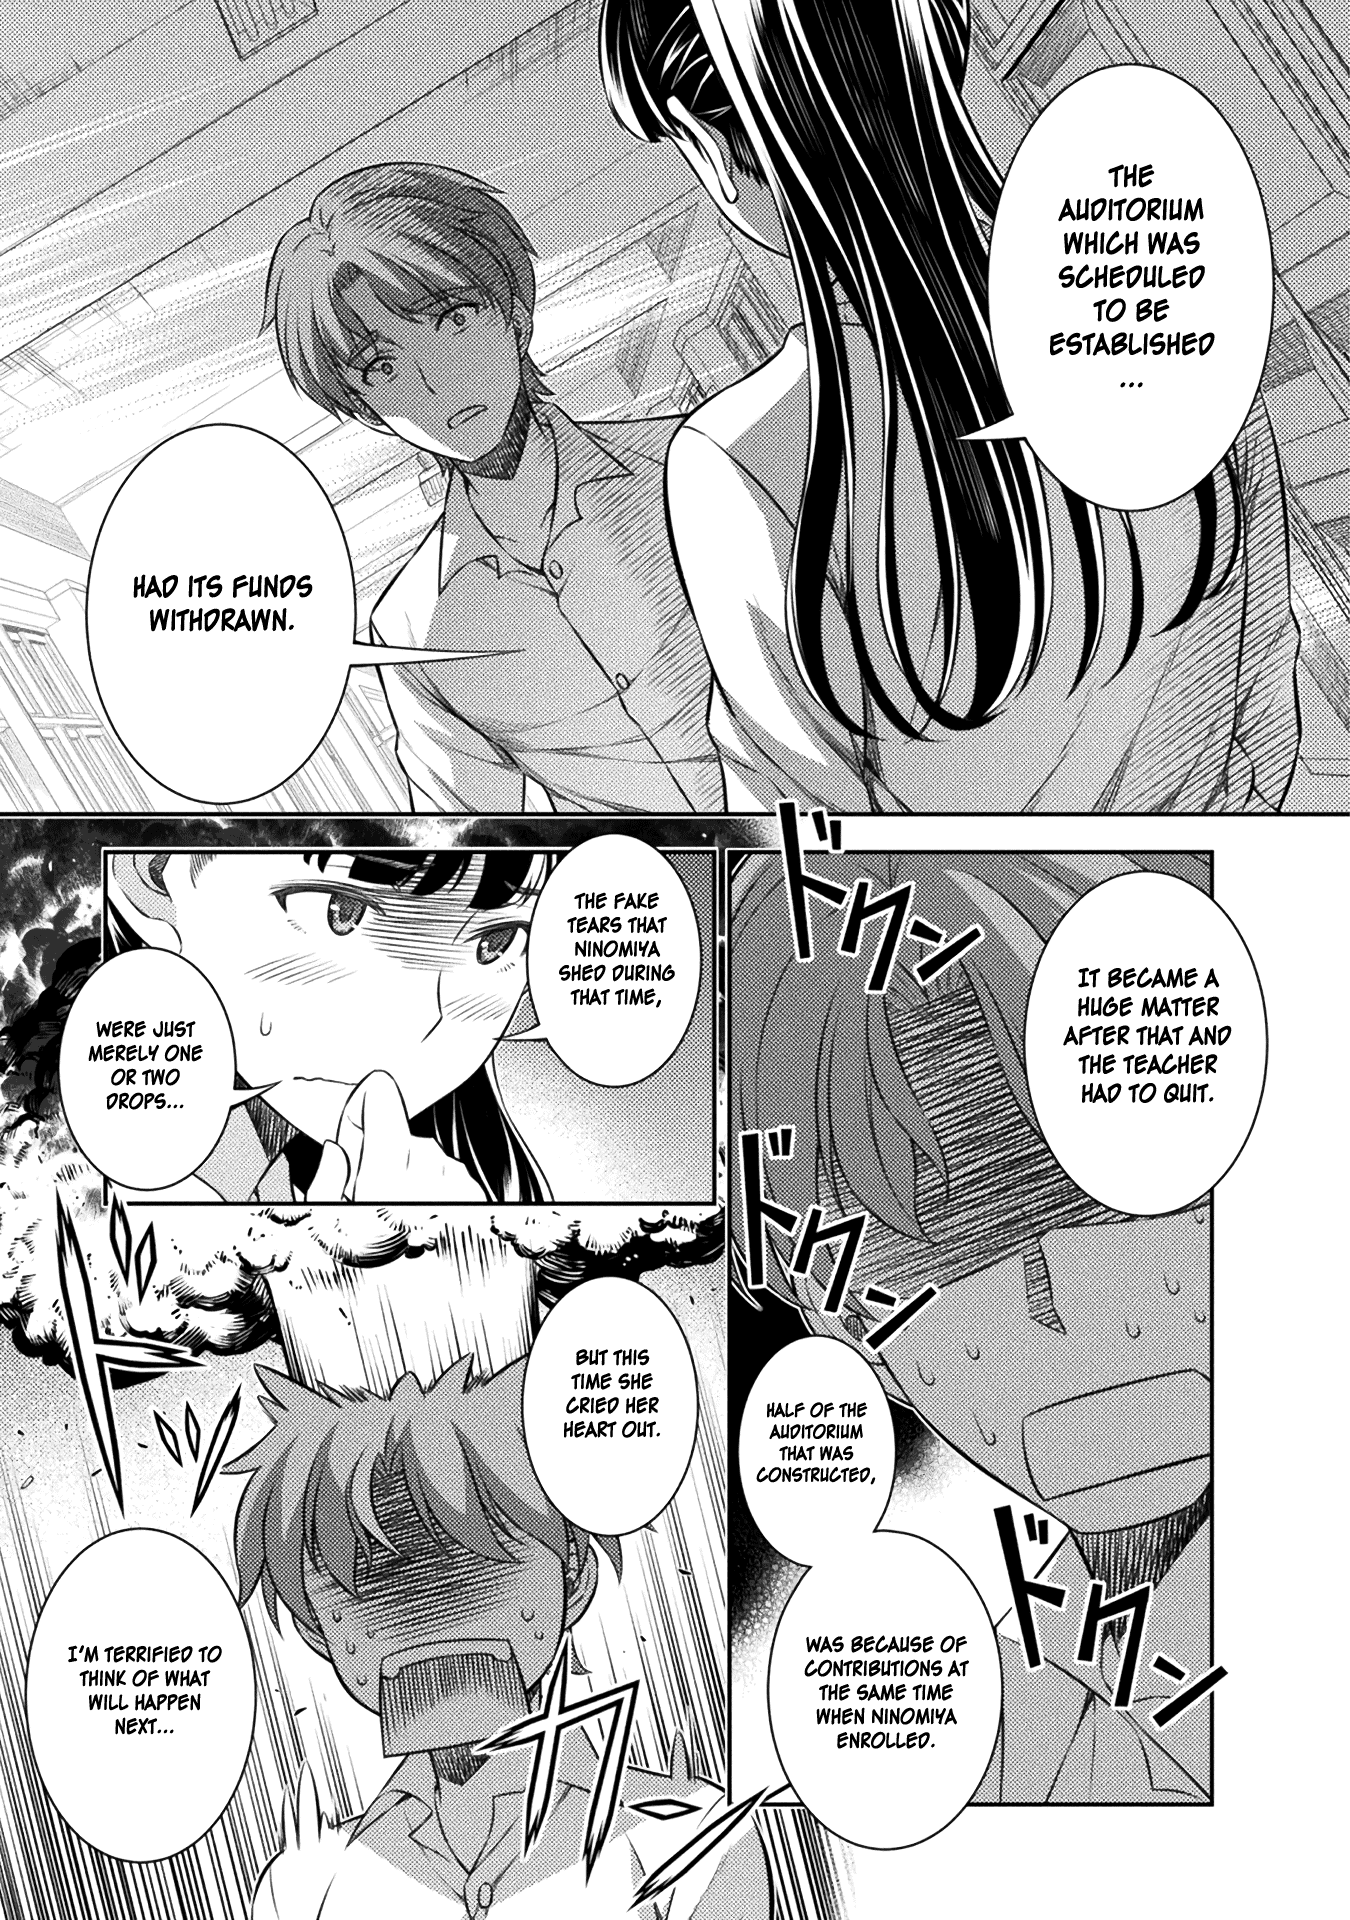 THE
AUDITORIUM
WHICH WAS
SCHEDULED
TO BE
ESTABLISHED
...
HAD ITS FUNDS
WITHDRAWN.
ドクン
IT BECAME A
HUGE MATTER
AFTER THAT AND
THE TEACHER
HAD TO QUIT.
ドクン
HALF OF THE
AUDITORIUM
THAT WAS
CONSTRUCTED,
WAS BECAUSE OF
CONTRIBUTIONS AT
THE SAME TIME
WHEN NINOMIYA
ENROLLED.
ドクン
THE FAKE
TEARS THAT
NINOMIYA
SHED DURING
THAT TIME,
WERE JUST
MERELY ONE
OR TWO
DROPS...
BUT THIS
TIME SHE
CRIED HER
HEART OUT.
ドドーン
I'M TERRIFIED TO
THINK OF WHAT
WILL HAPPEN
NEXT...